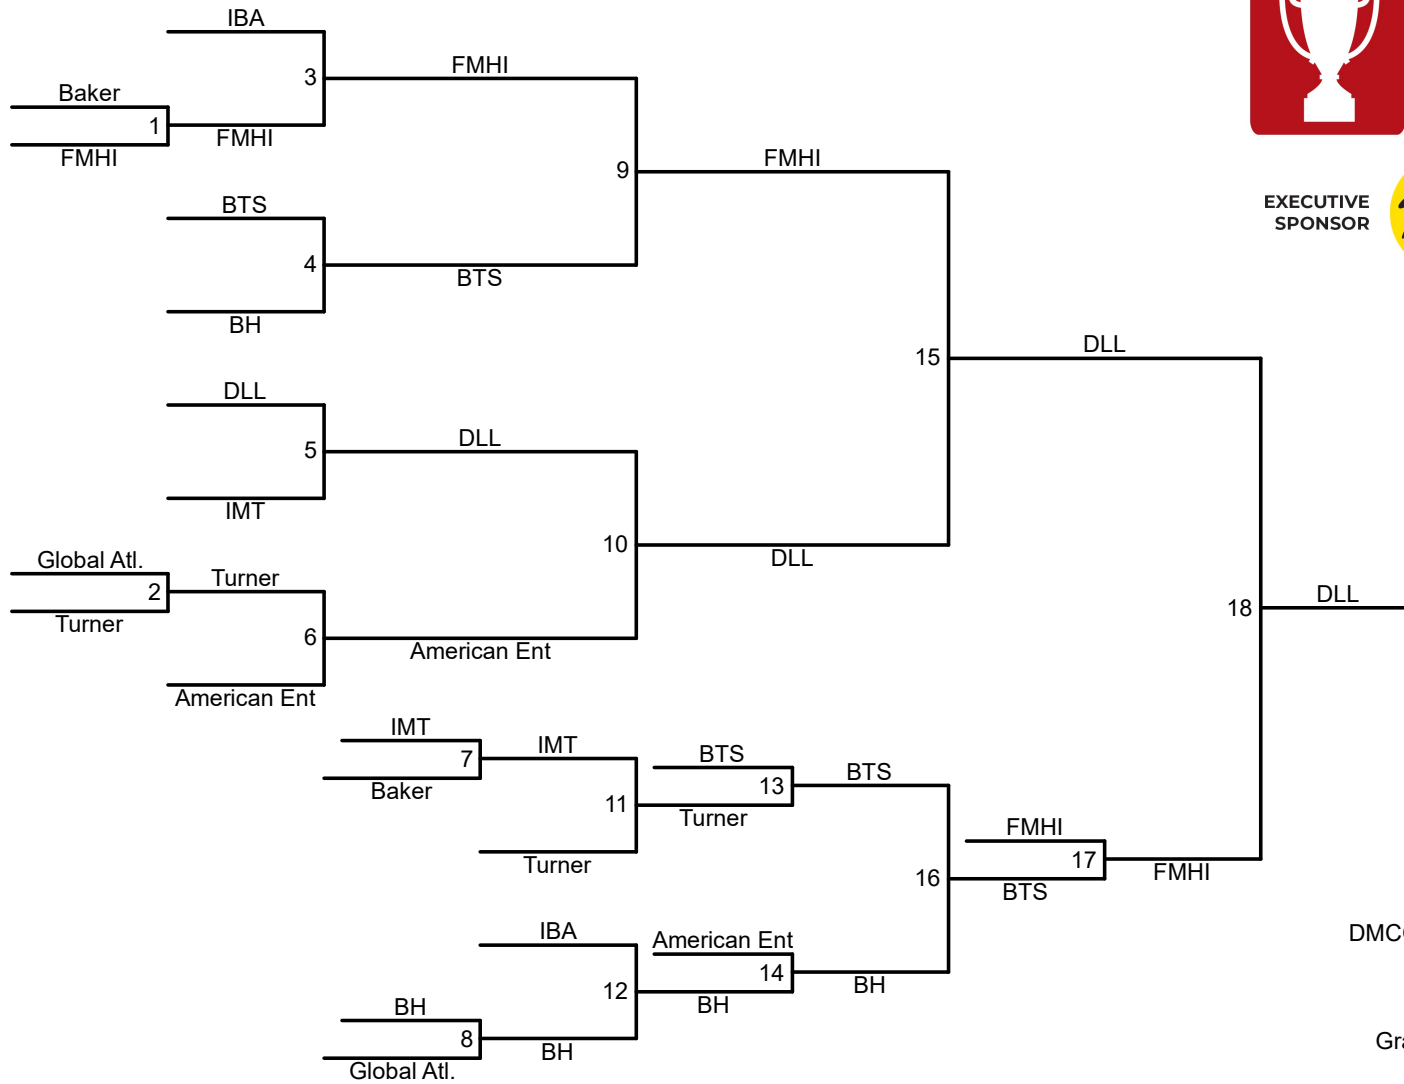 IBA
3
FMHI
Baker
1
FMHI
FMHI
9
FMHI
BTS
4
BTS
BH
EXECUTIVE
SPONSOR
15
DLL
DLL
5
DLL
IMT
10
DLL
Global Atl.
2
Turner
Turner
6
American Ent
American Ent
18
DLL
IMT
7
IMT
Baker
11
BTS
13
BTS
Turner
Turner
16
FMHI
17
FMHI
BTS
IBA
12
American Ent
14
BH
BH
BH
8
BH
Global Atl.